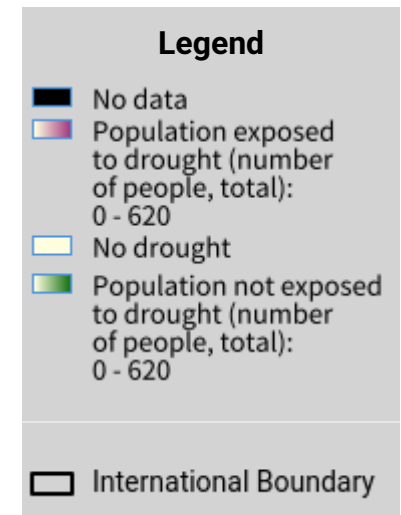 Legend
No data
Population exposed
to drought (number
of people, total):
0 - 620
No drought
Population not exposed
to drought (number
of people, total):
0 - 620
International Boundary